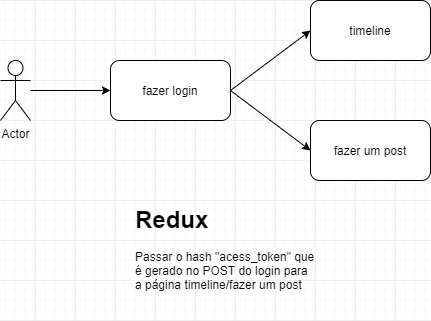 timeline
fazer login
Actor
fazer um post
Redux
Passar o hash "acess_token" que
é gerado no POST do login para
a página timeline/fazer um post